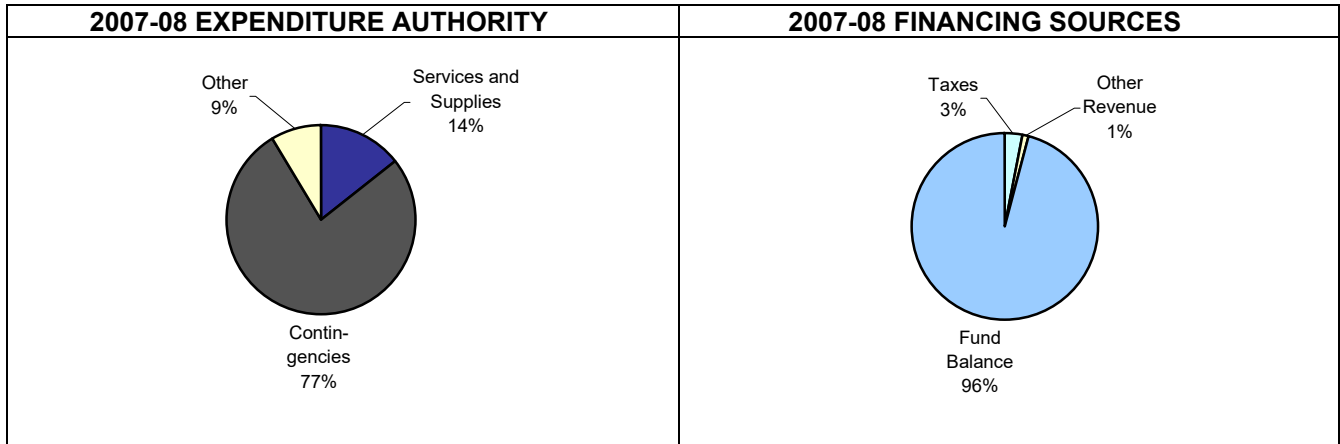 2007-08 EXPENDITURE AUTHORITY
Other
9%
Services and
Supplies
14%
Contin-
gencies
77%
2007-08 FINANCING SOURCES
Taxes
3%
Other
Revenue
1%
Fund
Balance
96%